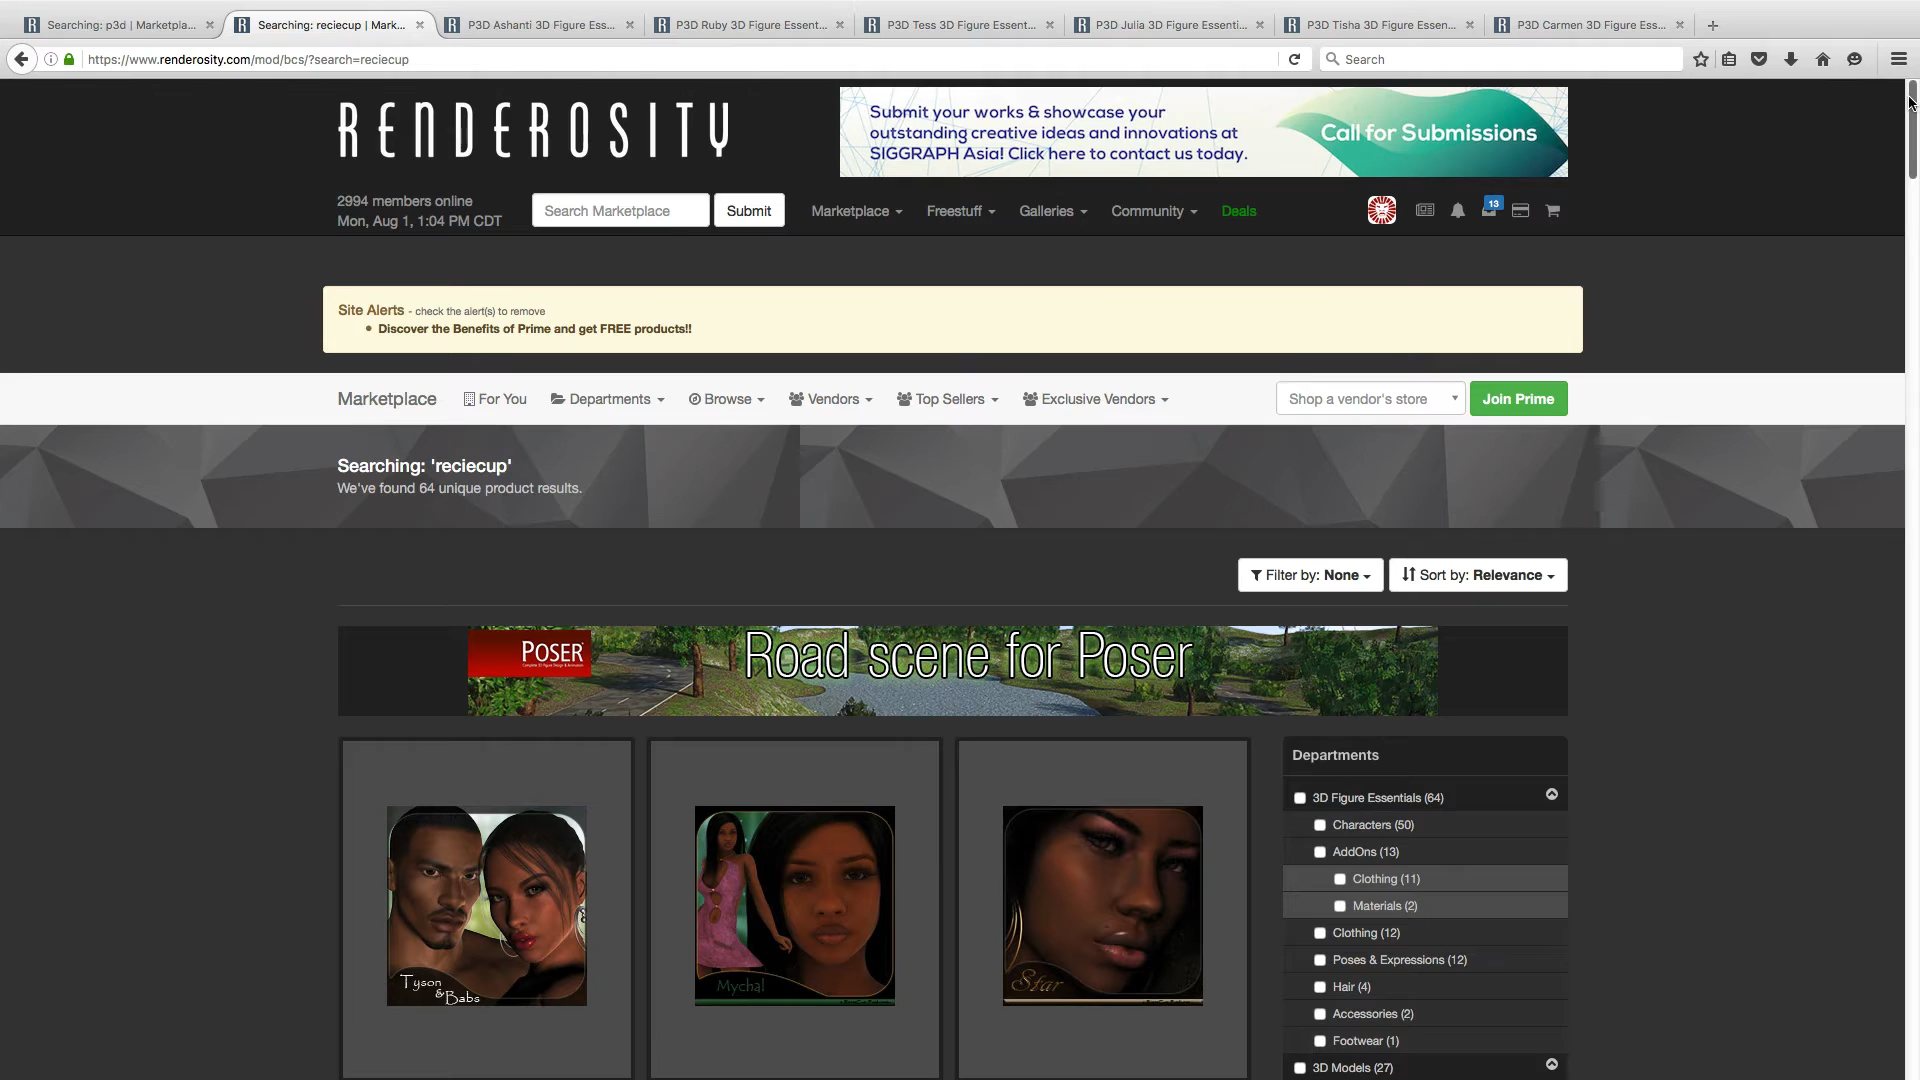 Searching: p3d | Marketpla...
Searching: reciecup | Mark...
P3D Ashanti 3D Figure Ess...
P3D Ruby 3D Figure Essent...
P3D Tess 3D Figure Essent...
P3D Julia 3D Figure Essenti...
P3D Tisha 3D Figure Essen...
P3D Carmen 3D Figure Ess...
https://www.renderosity.com/mod/bcs/?search=reciecup
Search
RENDEROSITY
Submit your works & showcase your
outstanding creative ideas and innovations at
SIGGRAPH Asia! Click here to contact us today.
Call for Submissions
2994 members online
Mon, Aug 1, 1:04 PM CDT
Search Marketplace
Submit
Marketplace
Freestuff
Galleries
Community
Deals
13
Site Alerts - check the alert(s) to remove
• Discover the Benefits of Prime and get FREE products!!
Marketplace
For You
Departments
Browse
Vendors
Top Sellers
Exclusive Vendors
Shop a vendor's store
Join Prime
Searching: 'reciecup'
We've found 64 unique product results.
Filter by: None
Sort by: Relevance
POSER
Road scene for Poser
Tyson
& Babs
Mychal
Star
Departments
3D Figure Essentials (64)
Characters (50)
AddOns (13)
Clothing (11)
Materials (2)
Clothing (12)
Poses & Expressions (12)
Hair (4)
Accessories (2)
Footwear (1)
3D Models (27)